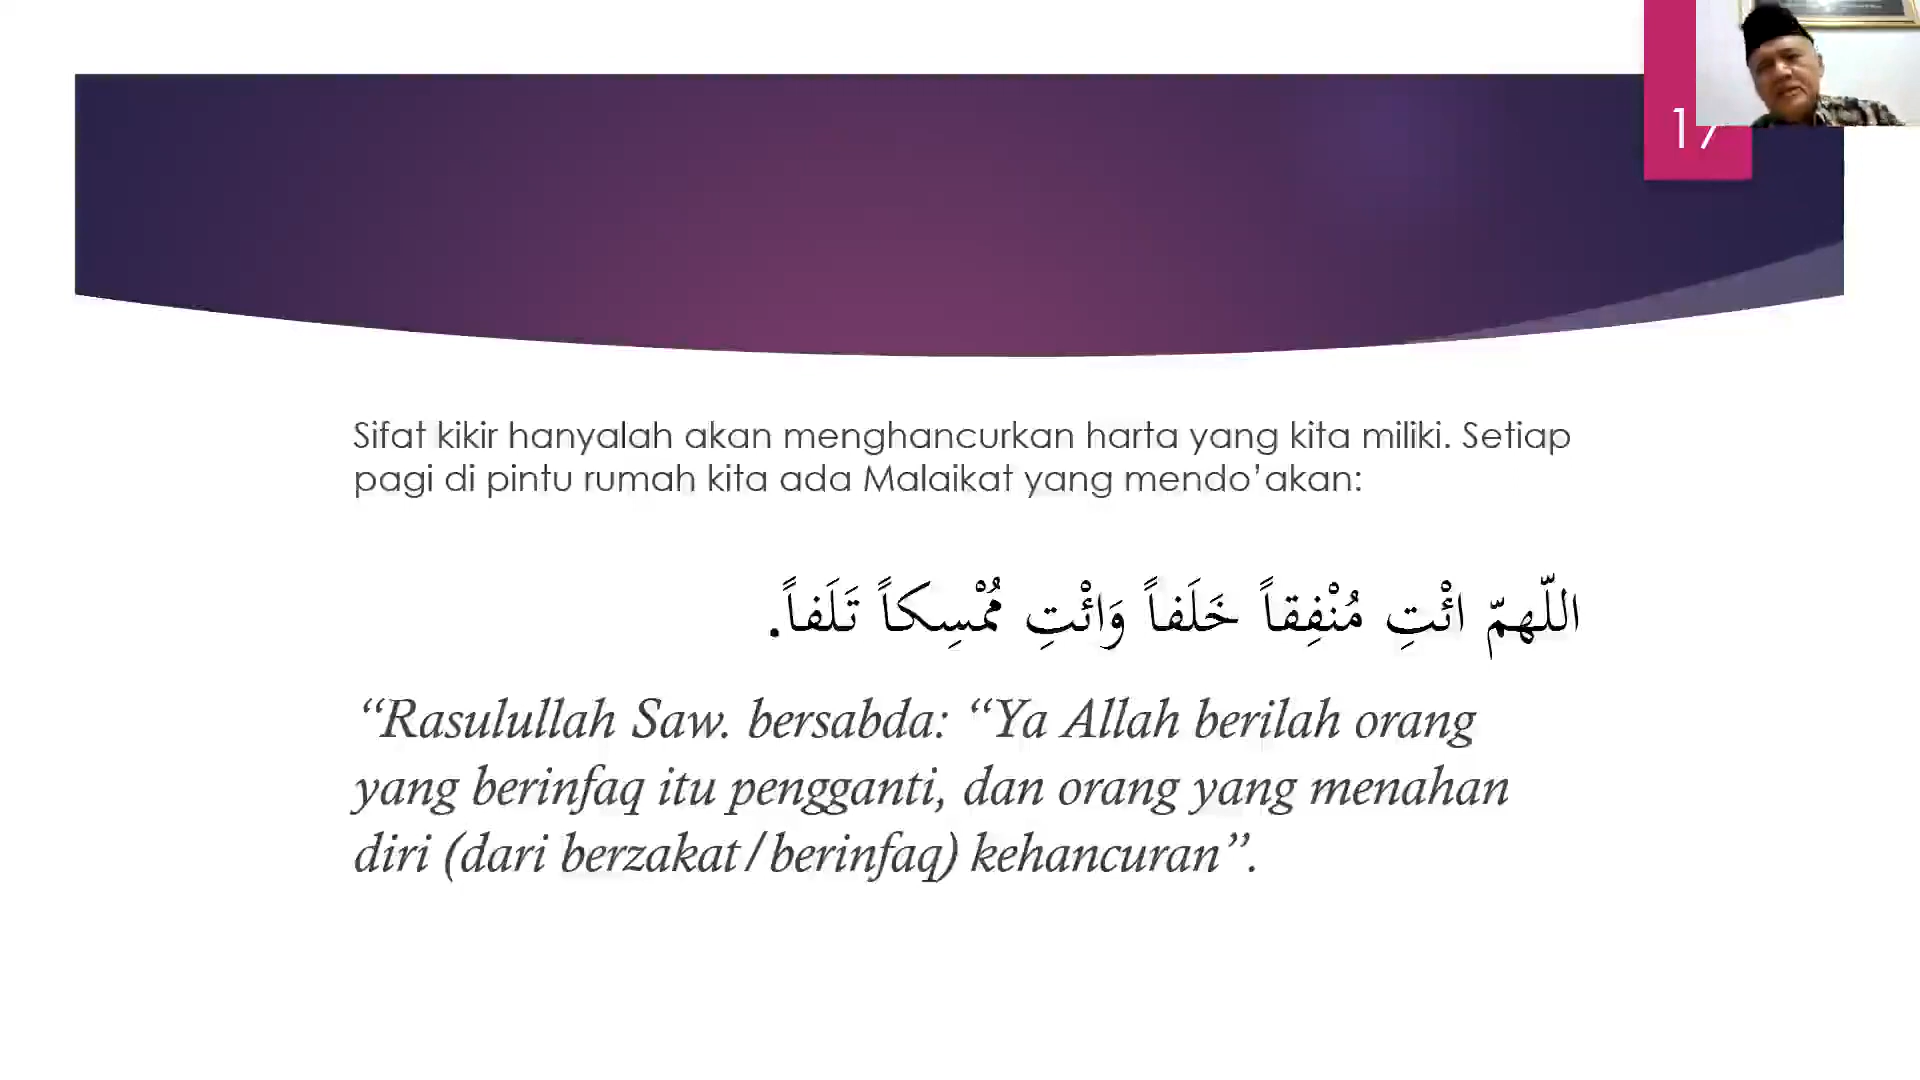 17
Sifat kikir hanyalah akan menghancurkan harta yang kita miliki. Setiap
pagi di pintu rumah kita ada Malaikat yang mendo’akan:
اللّهمّ ائْتِ مُنْفِقاً خَلَفاً وَائْتِ مُمْسِكاً تَلَفاً.
“Rasulullah Saw. bersabda: “Ya Allah berilah orang
yang berinfaq itu pengganti, dan orang yang menahan
diri (dari berzakat/berinfaq) kehancuran”.